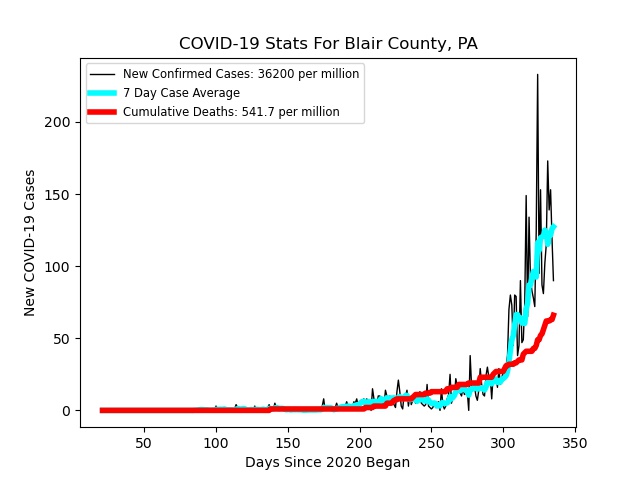 COVID-19 Stats For Blair County, PA
New Confirmed Cases: 36200 per million
7 Day Case Average
Cumulative Deaths: 541.7 per million
New COVID-19 Cases
200
150
100
50
0
50 100 150 200 250 300 350
Days Since 2020 Began